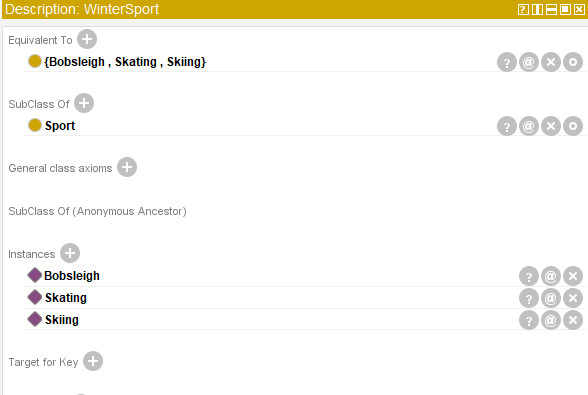 Description: WinterSport
Equivalent To
{Bobsleigh , Skating , Skiing}
SubClass Of
Sport
General class axioms
SubClass Of (Anonymous Ancestor)
Instances
Bobsleigh
Skating
Skiing
Target for Key